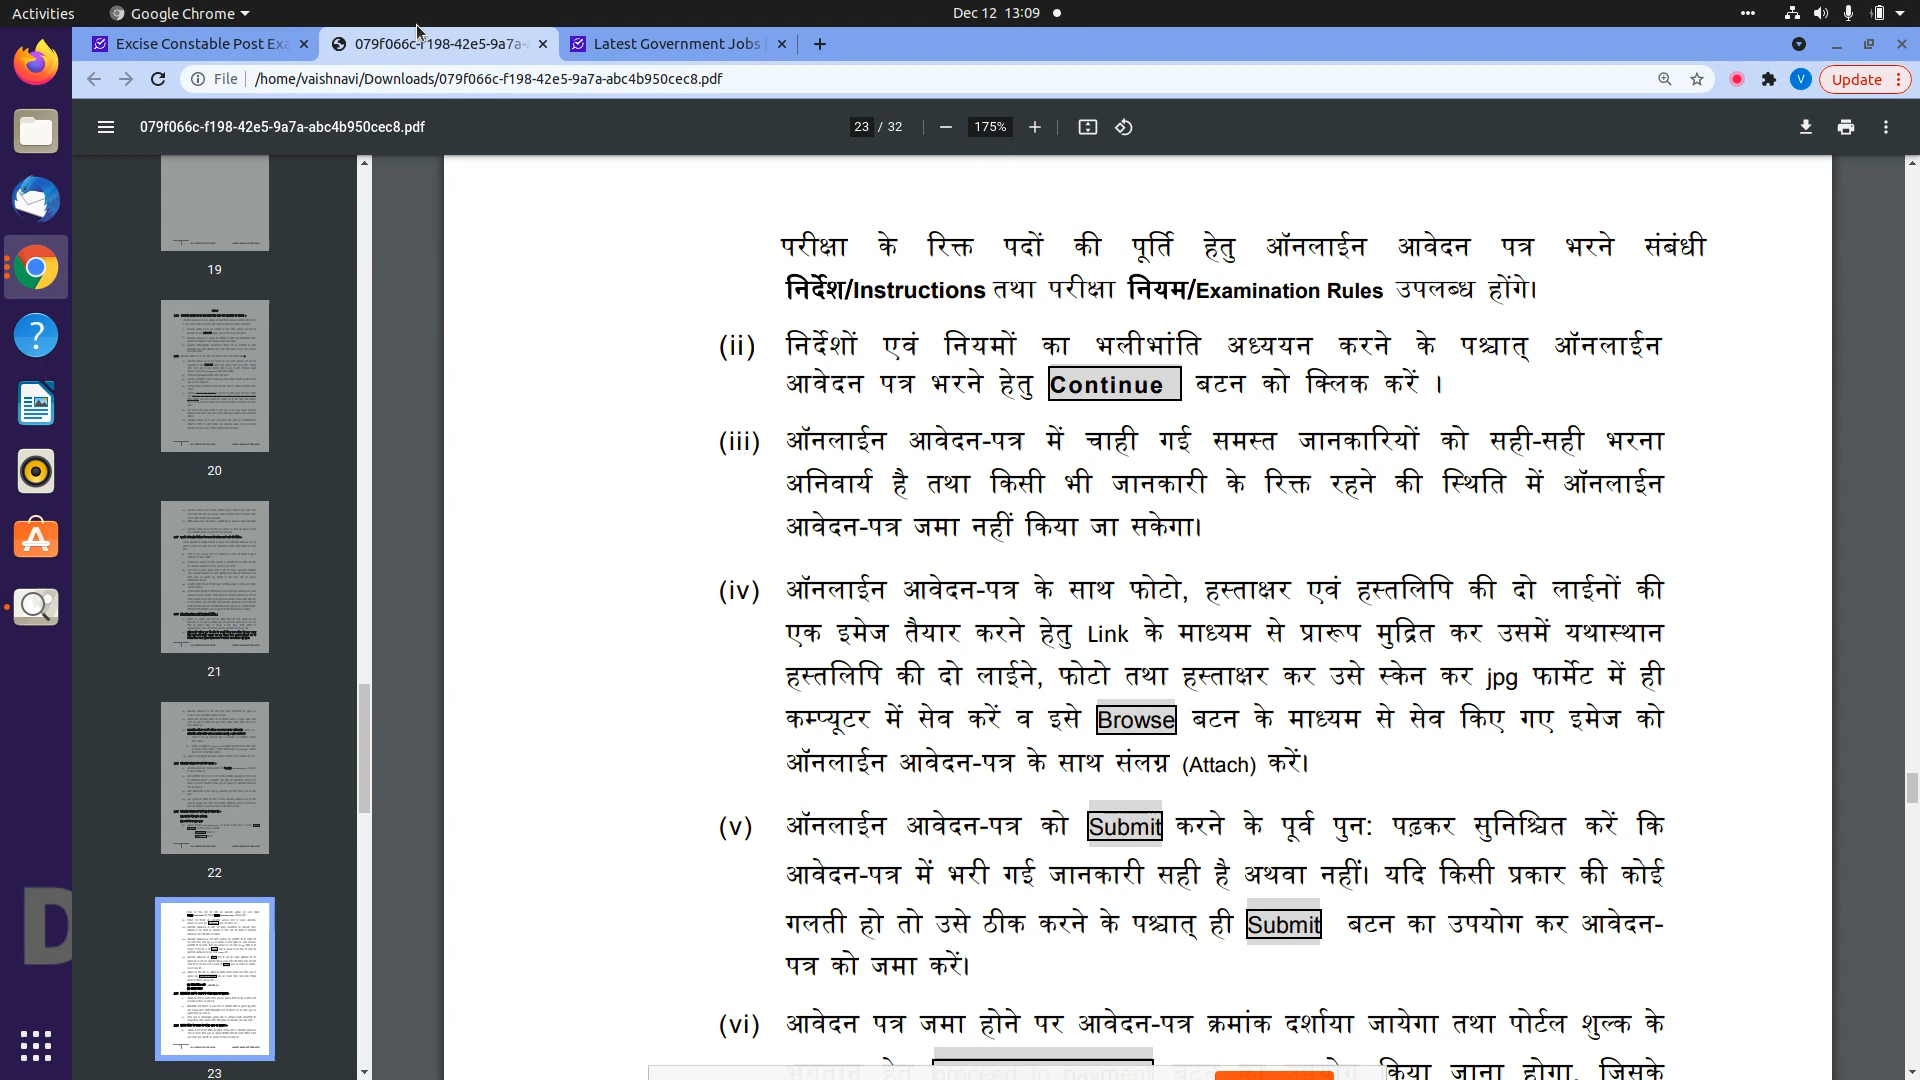 Activities
Google Chrome
Dec 12 13:09
Excise Constable Post Exa
079f066c-f198-42e5-9a7a-
Latest Government Jobs
File
/home/vaishnavi/Downloads/079f066c-f198-42e5-9a7a-abc4b950cec8.pdf
V
Update
079f066c-f198-42e5-9a7a-abc4b950cec8.pdf
23 / 32
175%
19
20
21
22
23
परीक्षा के रिक्त पदों की पूर्ति हेतु ऑनलाईन आवेदन पत्र भरने संबंधी
निर्देश/Instructions तथा परीक्षा नियम/Examination Rules उपलब्ध होंगे।
(ii) निर्देशों एवं नियमों का भलीभांति अध्ययन करने के पश्चात् ऑनलाईन
आवेदन पत्र भरने हेतु Continue बटन को क्लिक करें ।
(iii) ऑनलाईन आवेदन-पत्र में चाही गई समस्त जानकारियों को सही-सही भरना
अनिवार्य है तथा किसी भी जानकारी के रिक्त रहने की स्थिति में ऑनलाईन
आवेदन-पत्र जमा नहीं किया जा सकेगा।
(iv) ऑनलाईन आवेदन-पत्र के साथ फोटो, हस्ताक्षर एवं हस्तलिपि की दो लाईनों की
एक इमेज तैयार करने हेतु Link के माध्यम से प्रारूप मुद्रित कर उसमें यथास्थान
हस्तलिपि की दो लाईने, फोटो तथा हस्ताक्षर कर उसे स्केन कर jpg फार्मेट में ही
कम्प्यूटर में सेव करें व इसे Browse बटन के माध्यम से सेव किए गए इमेज को
ऑनलाईन आवेदन-पत्र के साथ संलग्न (Attach) करें।
(v) ऑनलाईन आवेदन-पत्र को Submit करने के पूर्व पुन: पढ़कर सुनिश्चित करें कि
आवेदन-पत्र में भरी गई जानकारी सही है अथवा नहीं। यदि किसी प्रकार की कोई
गलती हो तो उसे ठीक करने के पश्चात् ही Submit बटन का उपयोग कर आवेदन-
पत्र को जमा करें।
(vi) आवेदन पत्र जमा होने पर आवेदन-पत्र क्रमांक दर्शाया जायेगा तथा पोर्टल शुल्क के
भुगतान हेतु proceed to payment बटन का उपयोग किया जाना होगा, जिसके